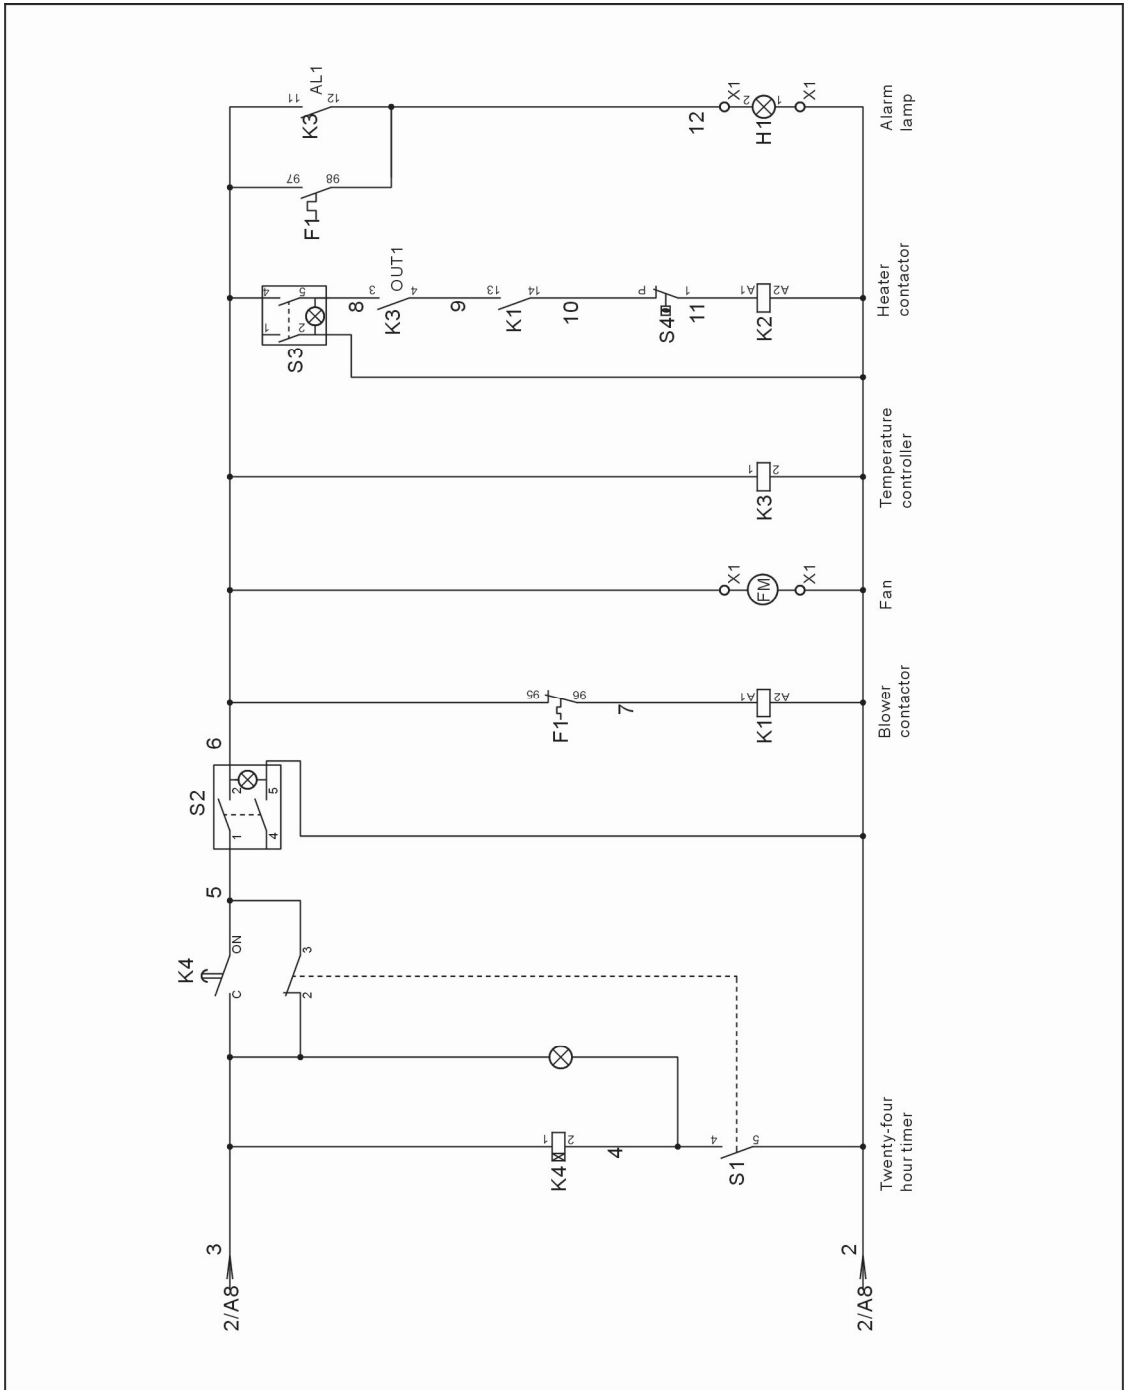 11
12
AL1
K3
97
98
F1
12
X1
2
1
X1
H1
Alarm
lamp
4
5
1
2
S3
8
3
4
OUT1
K3
9
13
14
K1
10
P
1
S4
11
A1
A2
K2
Heater
contactor
1
2
K3
Temperature
controller
X1
FM
X1
Fan
6
95
96
F1
7
A1
A2
K1
Blower
contactor
S2
2
5
1
4
5
K4
ON
C
3
2
1
2
K4
4
4
5
S1
Twenty-four
hour timer
3
2/A8
2
2/A8